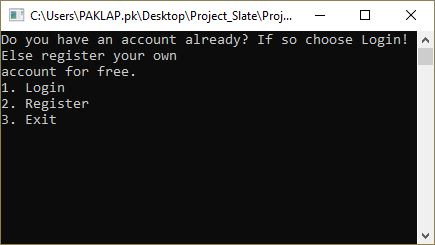 C:\Users\PAKLAP.pk\Desktop\Project_Slate\Proj...
Do you have an account already? If so choose Login!
Else register your own
account for free.
1. Login
2. Register
3. Exit